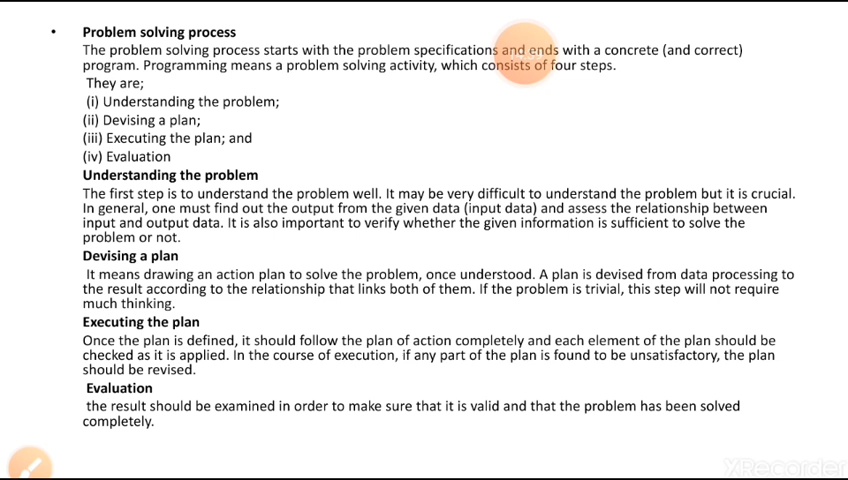 • Problem solving process
The problem solving process starts with the problem specifications and ends with a concrete (and correct)
program. Programming means a problem solving activity, which consists of four steps.
They are;
(i) Understanding the problem;
(ii) Devising a plan;
(iii) Executing the plan; and
(iv) Evaluation
Understanding the problem
The first step is to understand the problem well. It may be very difficult to understand the problem but it is crucial.
In general, one must find out the output from the given data (input data) and assess the relationship between
input and output data. It is also important to verify whether the given information is sufficient to solve the
problem or not.
Devising a plan
It means drawing an action plan to solve the problem, once understood. A plan is devised from data processing to
the result according to the relationship that links both of them. If the problem is trivial, this step will not require
much thinking.
Executing the plan
Once the plan is defined, it should follow the plan of action completely and each element of the plan should be
checked as it is applied. In the course of execution, if any part of the plan is found to be unsatisfactory, the plan
should be revised.
Evaluation
the result should be examined in order to make sure that it is valid and that the problem has been solved
completely.
XRecorder